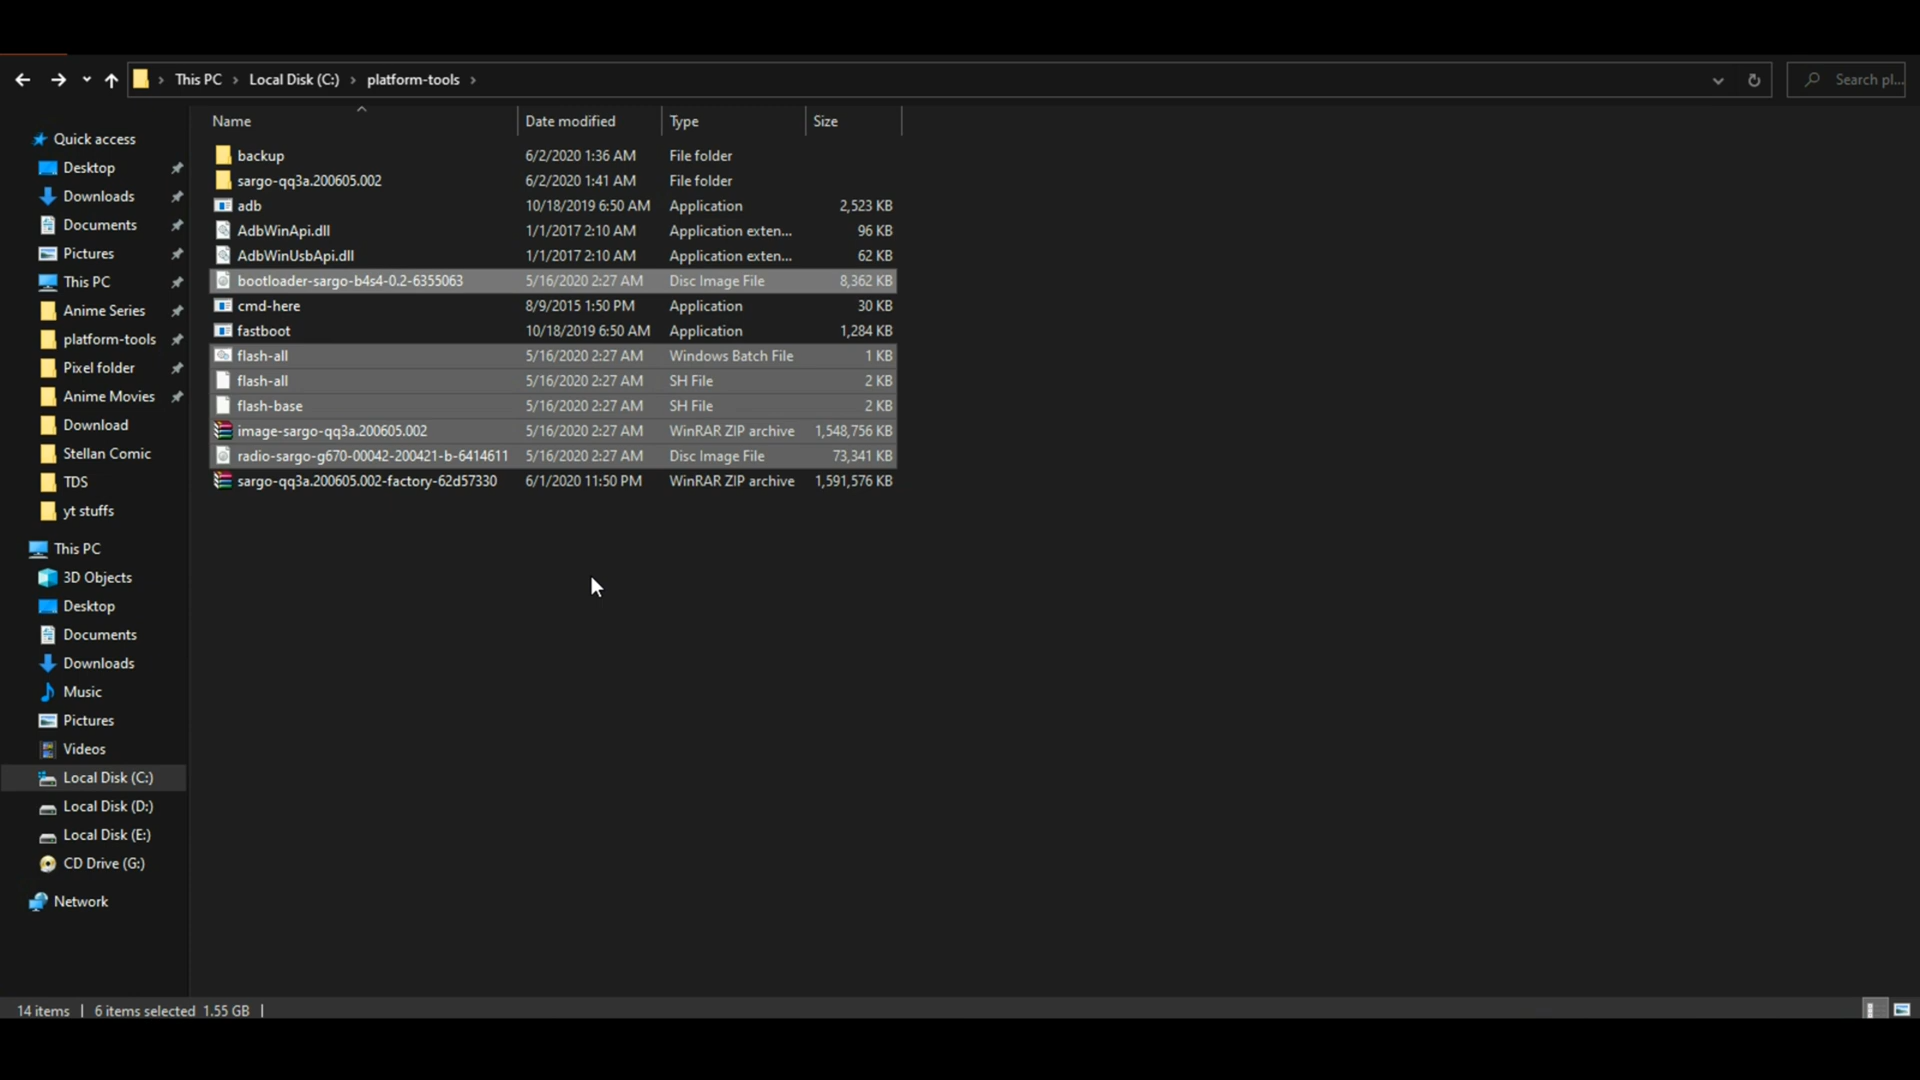 This PC > Local Disk (C:) > platform-tools >
Search pl...
Name Date modified Type Size
Quick access
Desktop
Downloads
Documents
Pictures
This PC
Anime Series
platform-tools
Pixel folder
Anime Movies
Download
Stellan Comic
TDS
yt stuffs
This PC
3D Objects
Desktop
Documents
Downloads
Music
Pictures
Videos
Local Disk (C:)
Local Disk (D:)
Local Disk (E:)
CD Drive (G:)
Network
backup 6/2/2020 1:36 AM File folder
sargo-qq3a.200605.002 6/2/2020 1:41 AM File folder
adb 10/18/2019 6:50 AM Application 2,523 KB
AdbWinApi.dll 1/1/2017 2:10 AM Application exten... 96 KB
AdbWinUsbApi.dll 1/1/2017 2:10 AM Application exten... 62 KB
bootloader-sargo-b4s4-0.2-6355063 5/16/2020 2:27 AM Disc Image File 8,362 KB
cmd-here 8/9/2015 1:50 PM Application 30 KB
fastboot 10/18/2019 6:50 AM Application 1,284 KB
flash-all 5/16/2020 2:27 AM Windows Batch File 1 KB
flash-all 5/16/2020 2:27 AM SH File 2 KB
flash-base 5/16/2020 2:27 AM SH File 2 KB
image-sargo-qq3a.200605.002 5/16/2020 2:27 AM WinRAR ZIP archive 1,548,756 KB
radio-sargo-g670-00042-200421-b-6414611 5/16/2020 2:27 AM Disc Image File 73,341 KB
sargo-qq3a.200605.002-factory-62d57330 6/1/2020 11:50 PM WinRAR ZIP archive 1,591,576 KB
14 items | 6 items selected 1.55 GB |